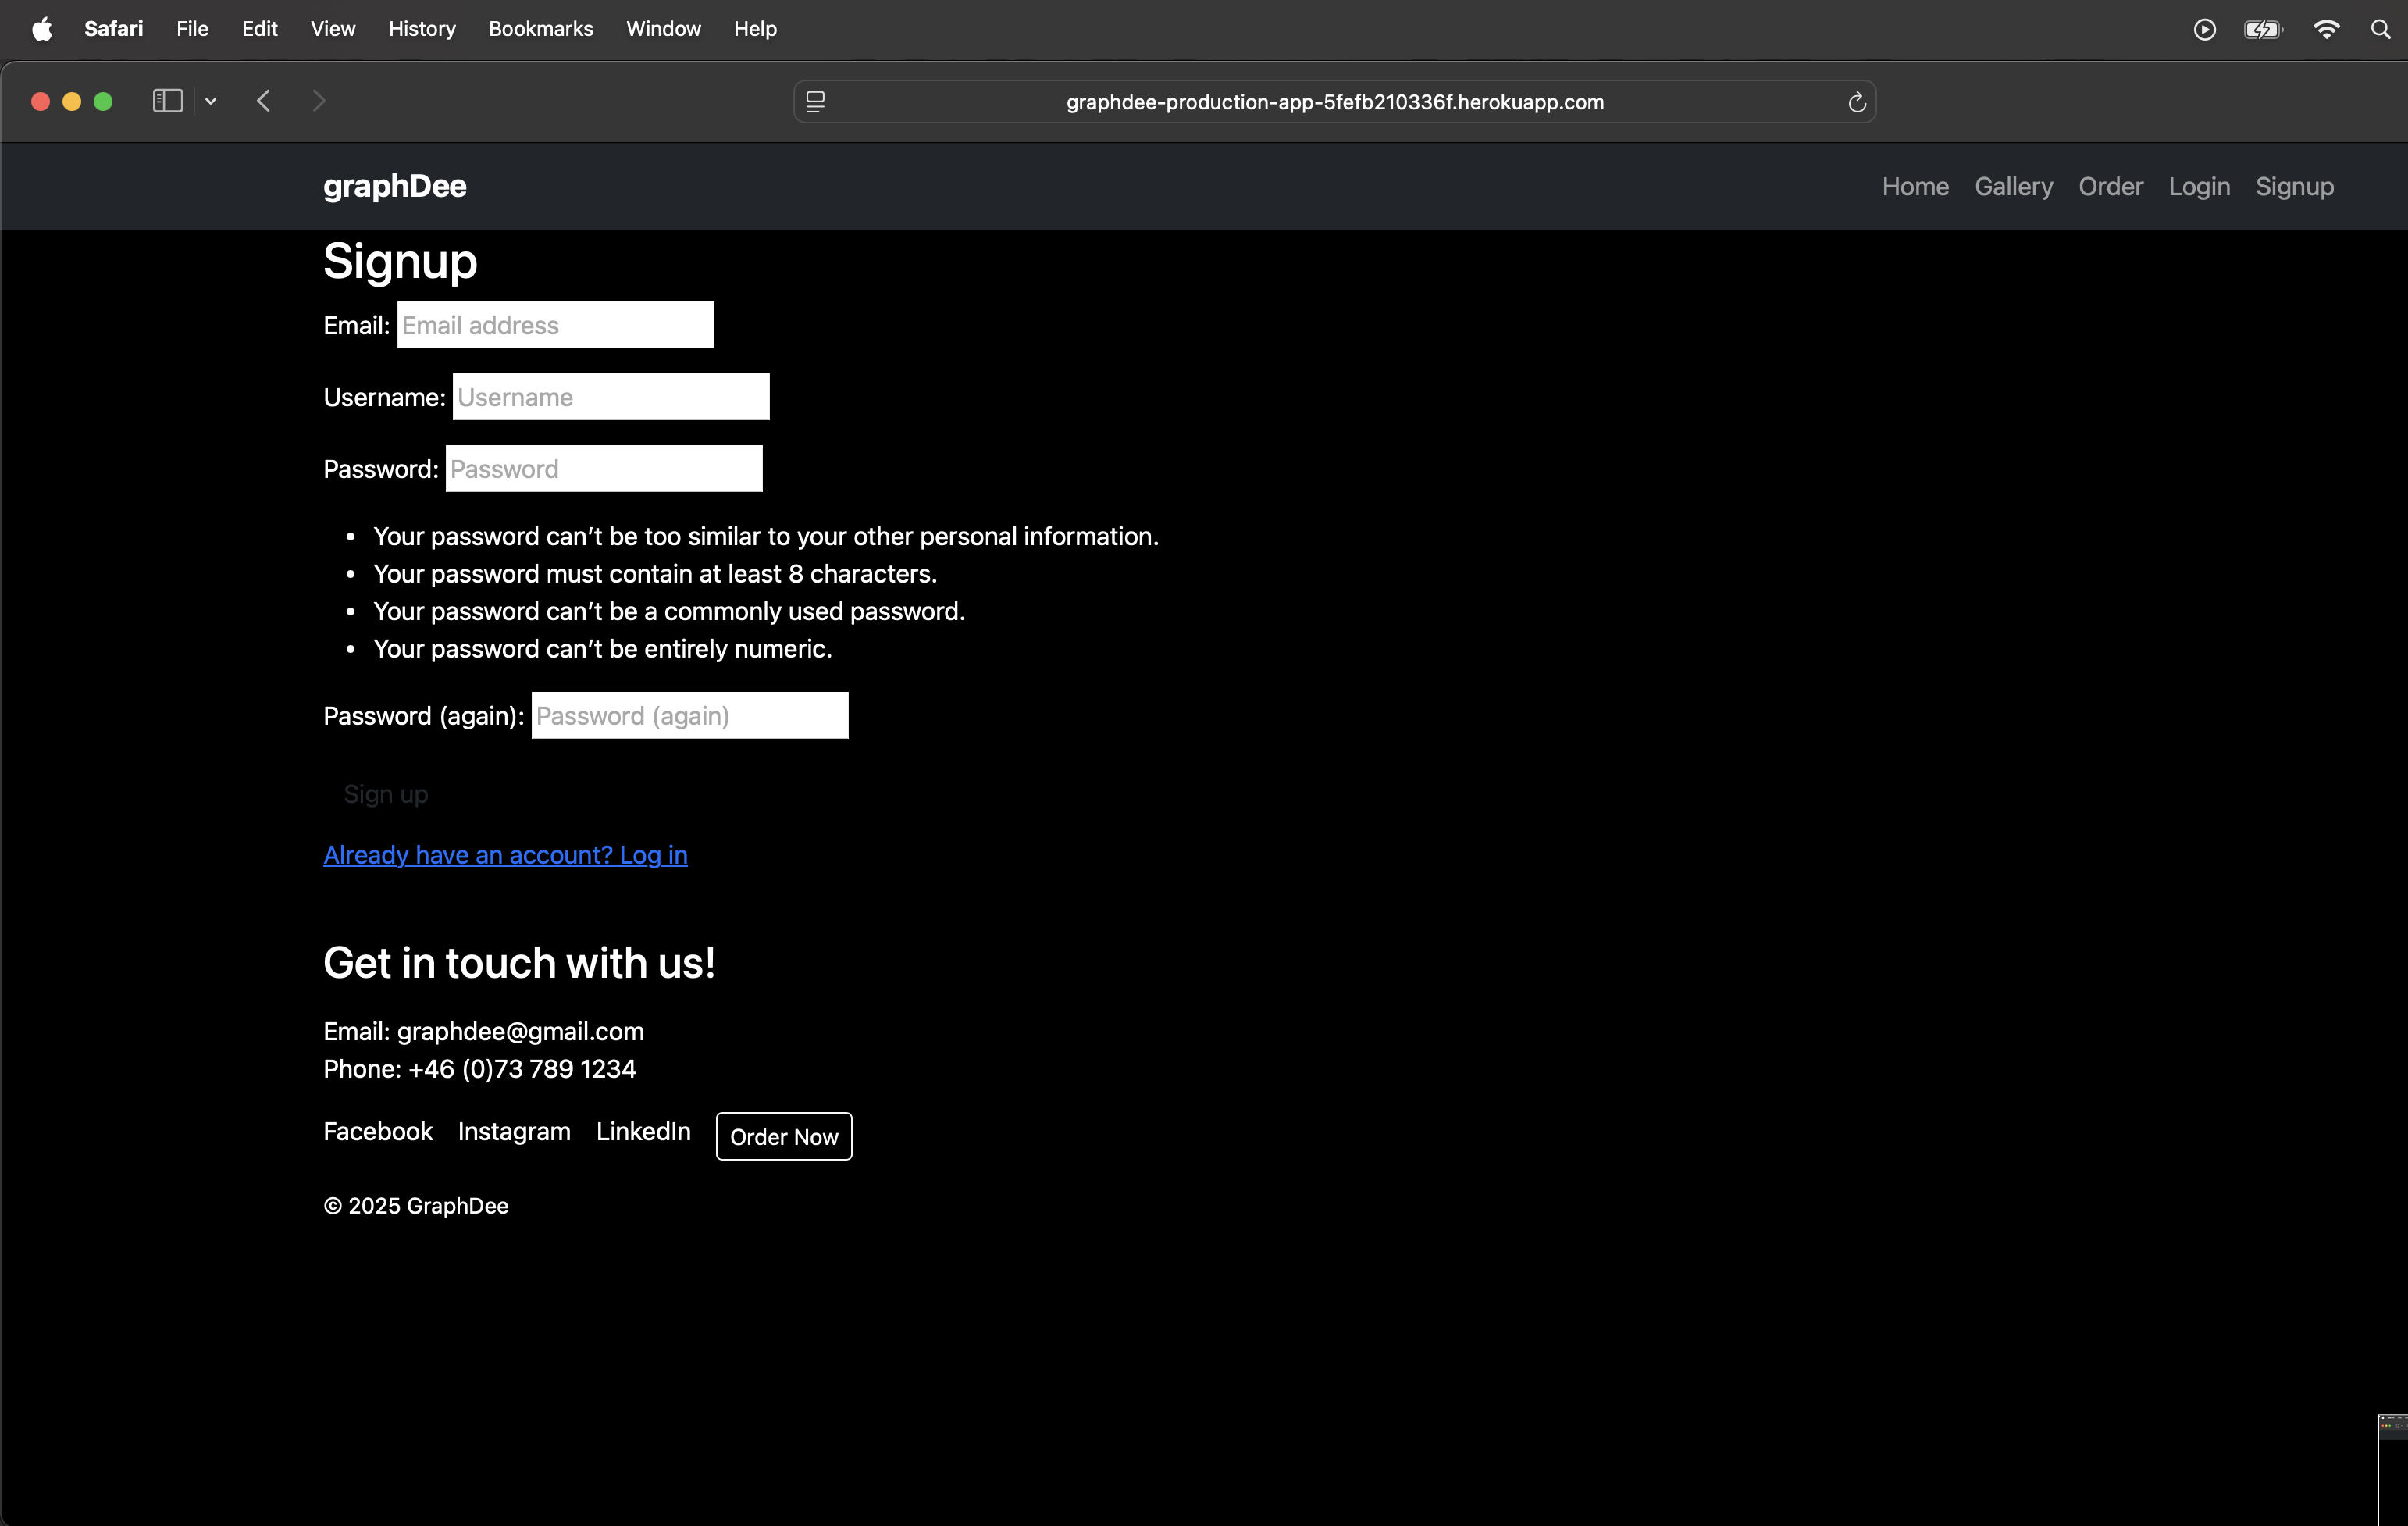 Safari File Edit View History Bookmarks Window Help
graphdee-production-app-5fefb210336f.herokuapp.com
graphDee Home Gallery Order Login Signup
Signup
Email: Email address
Username: Username
Password: Password
• Your password can’t be too similar to your other personal information.
• Your password must contain at least 8 characters.
• Your password can’t be a commonly used password.
• Your password can’t be entirely numeric.
Password (again): Password (again)
Sign up
Already have an account? Log in
Get in touch with us!
Email: graphdee@gmail.com
Phone: +46 (0)73 789 1234
Facebook Instagram LinkedIn Order Now
© 2025 GraphDee